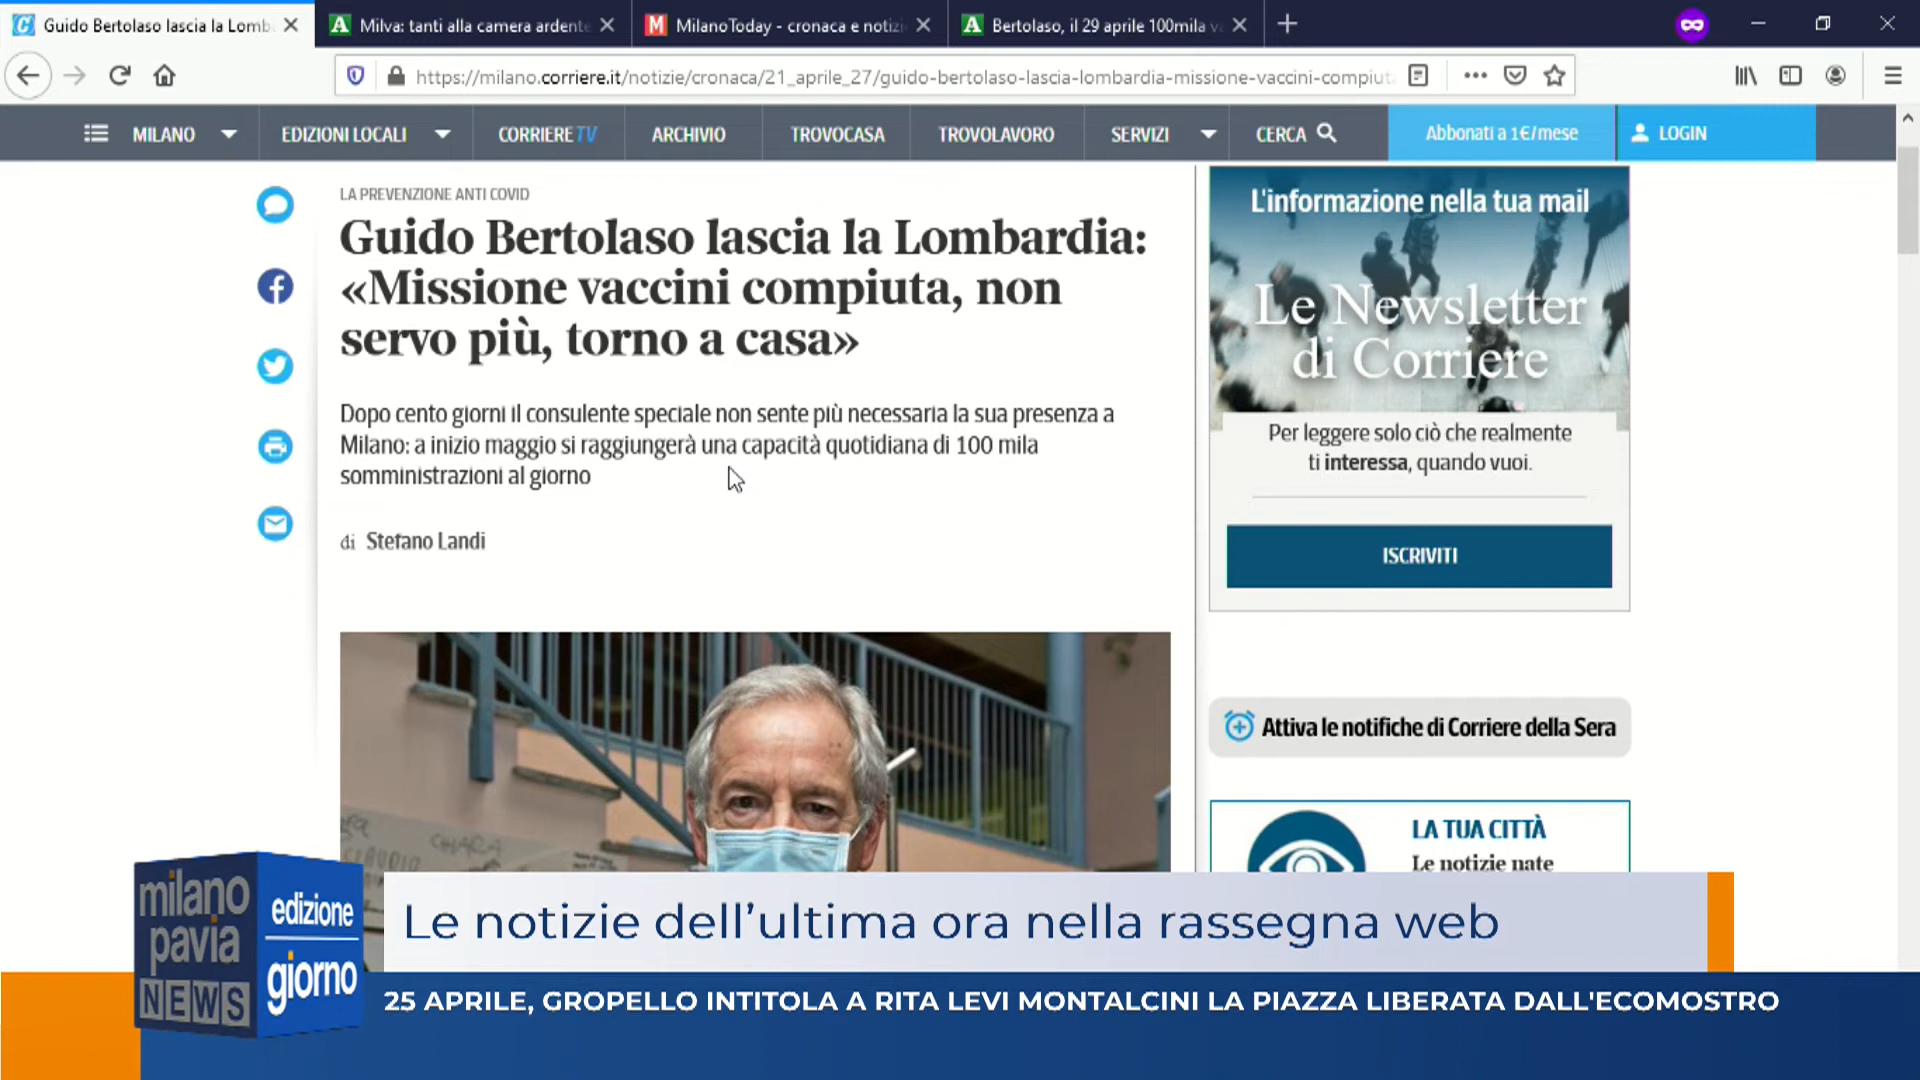 Guido Bertolaso lascia la Lomb
Milva: tanti alla camera ardente
MilanoToday - cronaca e notizi
Bertolaso, il 29 aprile 100mila v
https://milano.corriere.it/notizie/cronaca/21_aprile_27/guido-bertolaso-lascia-lombardia-missione-vaccini-compiut
MILANO
EDIZIONI LOCALI
CORRIERE TV
ARCHIVIO
TROVOCASA
TROVOLAVORO
SERVIZI
CERCA
Abbonati a 1€/mese
LOGIN
LA PREVENZIONE ANTI COVID
Guido Bertolaso lascia la Lombardia:
«Missione vaccini compiuta, non
servo più, torno a casa»
Dopo cento giorni il consulente speciale non sente più necessaria la sua presenza a
Milano: a inizio maggio si raggiungerà una capacità quotidiana di 100 mila
somministrazioni al giorno
di Stefano Landi
L'informazione nella tua mail
Le Newsletter
di Corriere
Per leggere solo ciò che realmente
ti interessa, quando vuoi.
ISCRIVITI
Attiva le notifiche di Corriere della Sera
LA TUA CITTÀ
Le notizie nate
CHIARA
CLAUDIO
milano
pavia
NEWS
edizione
giorno
Le notizie dell'ultima ora nella rassegna web
25 APRILE, GROPELLO INTITOLA A RITA LEVI MONTALCINI LA PIAZZA LIBERATA DALL'ECOMOSTRO